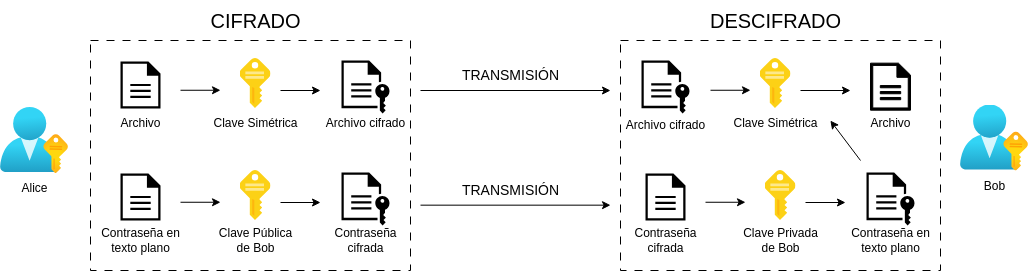 CIFRADO
DESCIFRADO
TRANSMISIÓN
Archivo
Clave Simétrica
Archivo cifrado
Archivo cifrado
Clave Simétrica
Archivo
Alice
Bob
TRANSMISIÓN
Contraseña en
texto plano
Clave Pública
de Bob
Contraseña
cifrada
Contraseña
cifrada
Clave Privada
de Bob
Contraseña en
texto plano